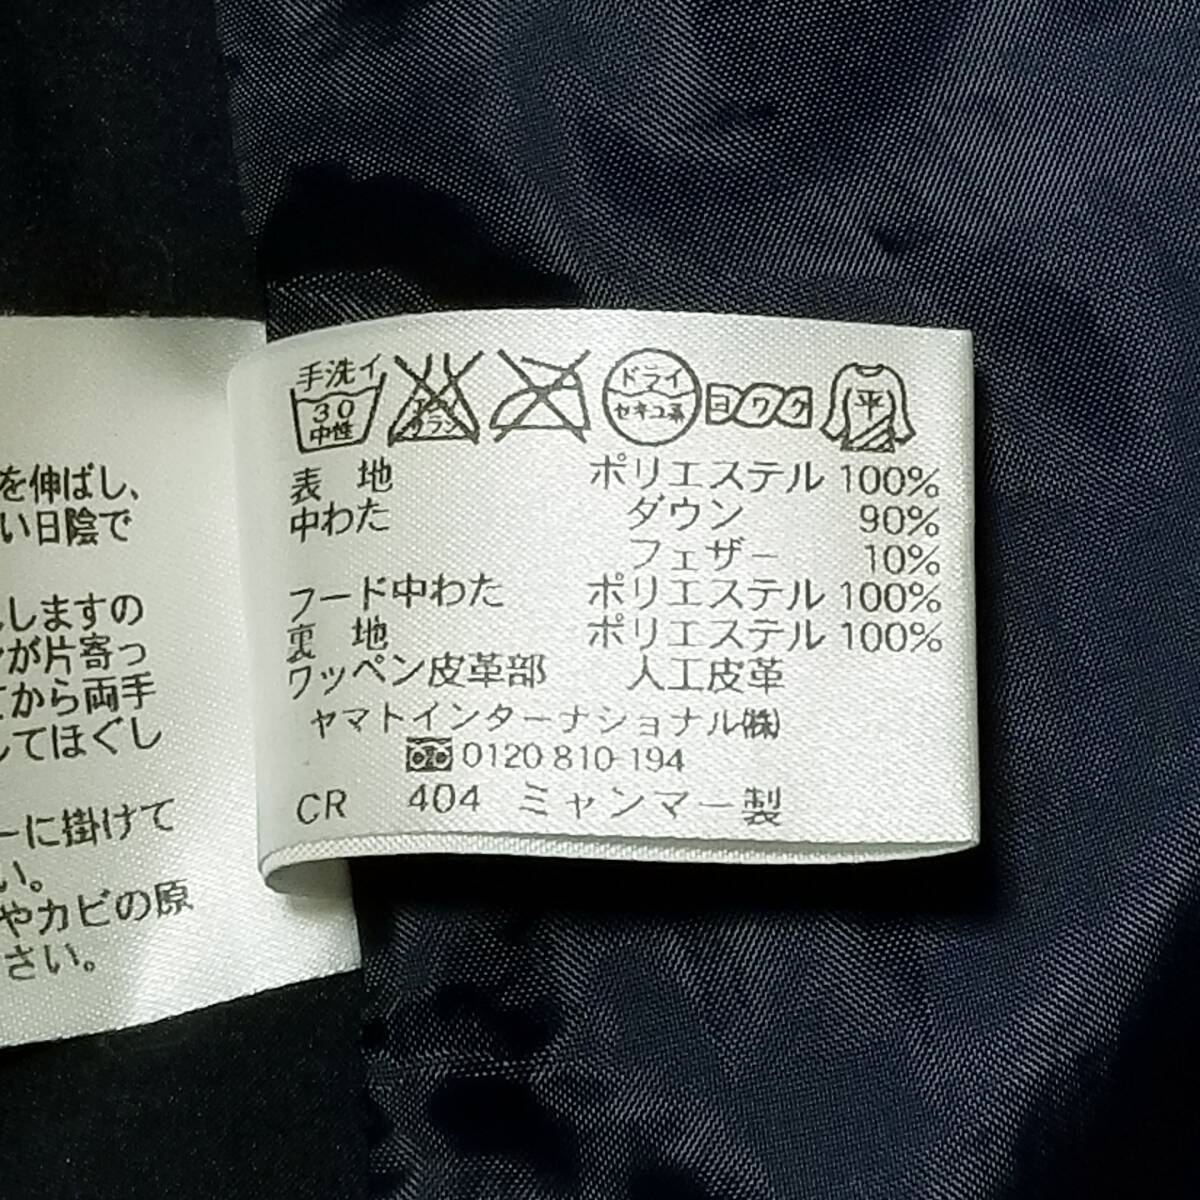 を伸ばし、
い日陰で
しますの
が片寄っ
から両手
してほぐし
ーに掛けて
い。
やカビの原
さい。
手洗イ
30
中性
ドライ
セキユ系
ヨワク
平
表 地 ポリエステル 100%
中わた ダウン 90%
フェザー 10%
フード中わた ポリエステル 100%
裏 地 ポリエステル 100%
ワッペン皮革部 人工皮革
ヤマトインターナショナル㈱
0120-810-194
CR 404 ミャンマー製